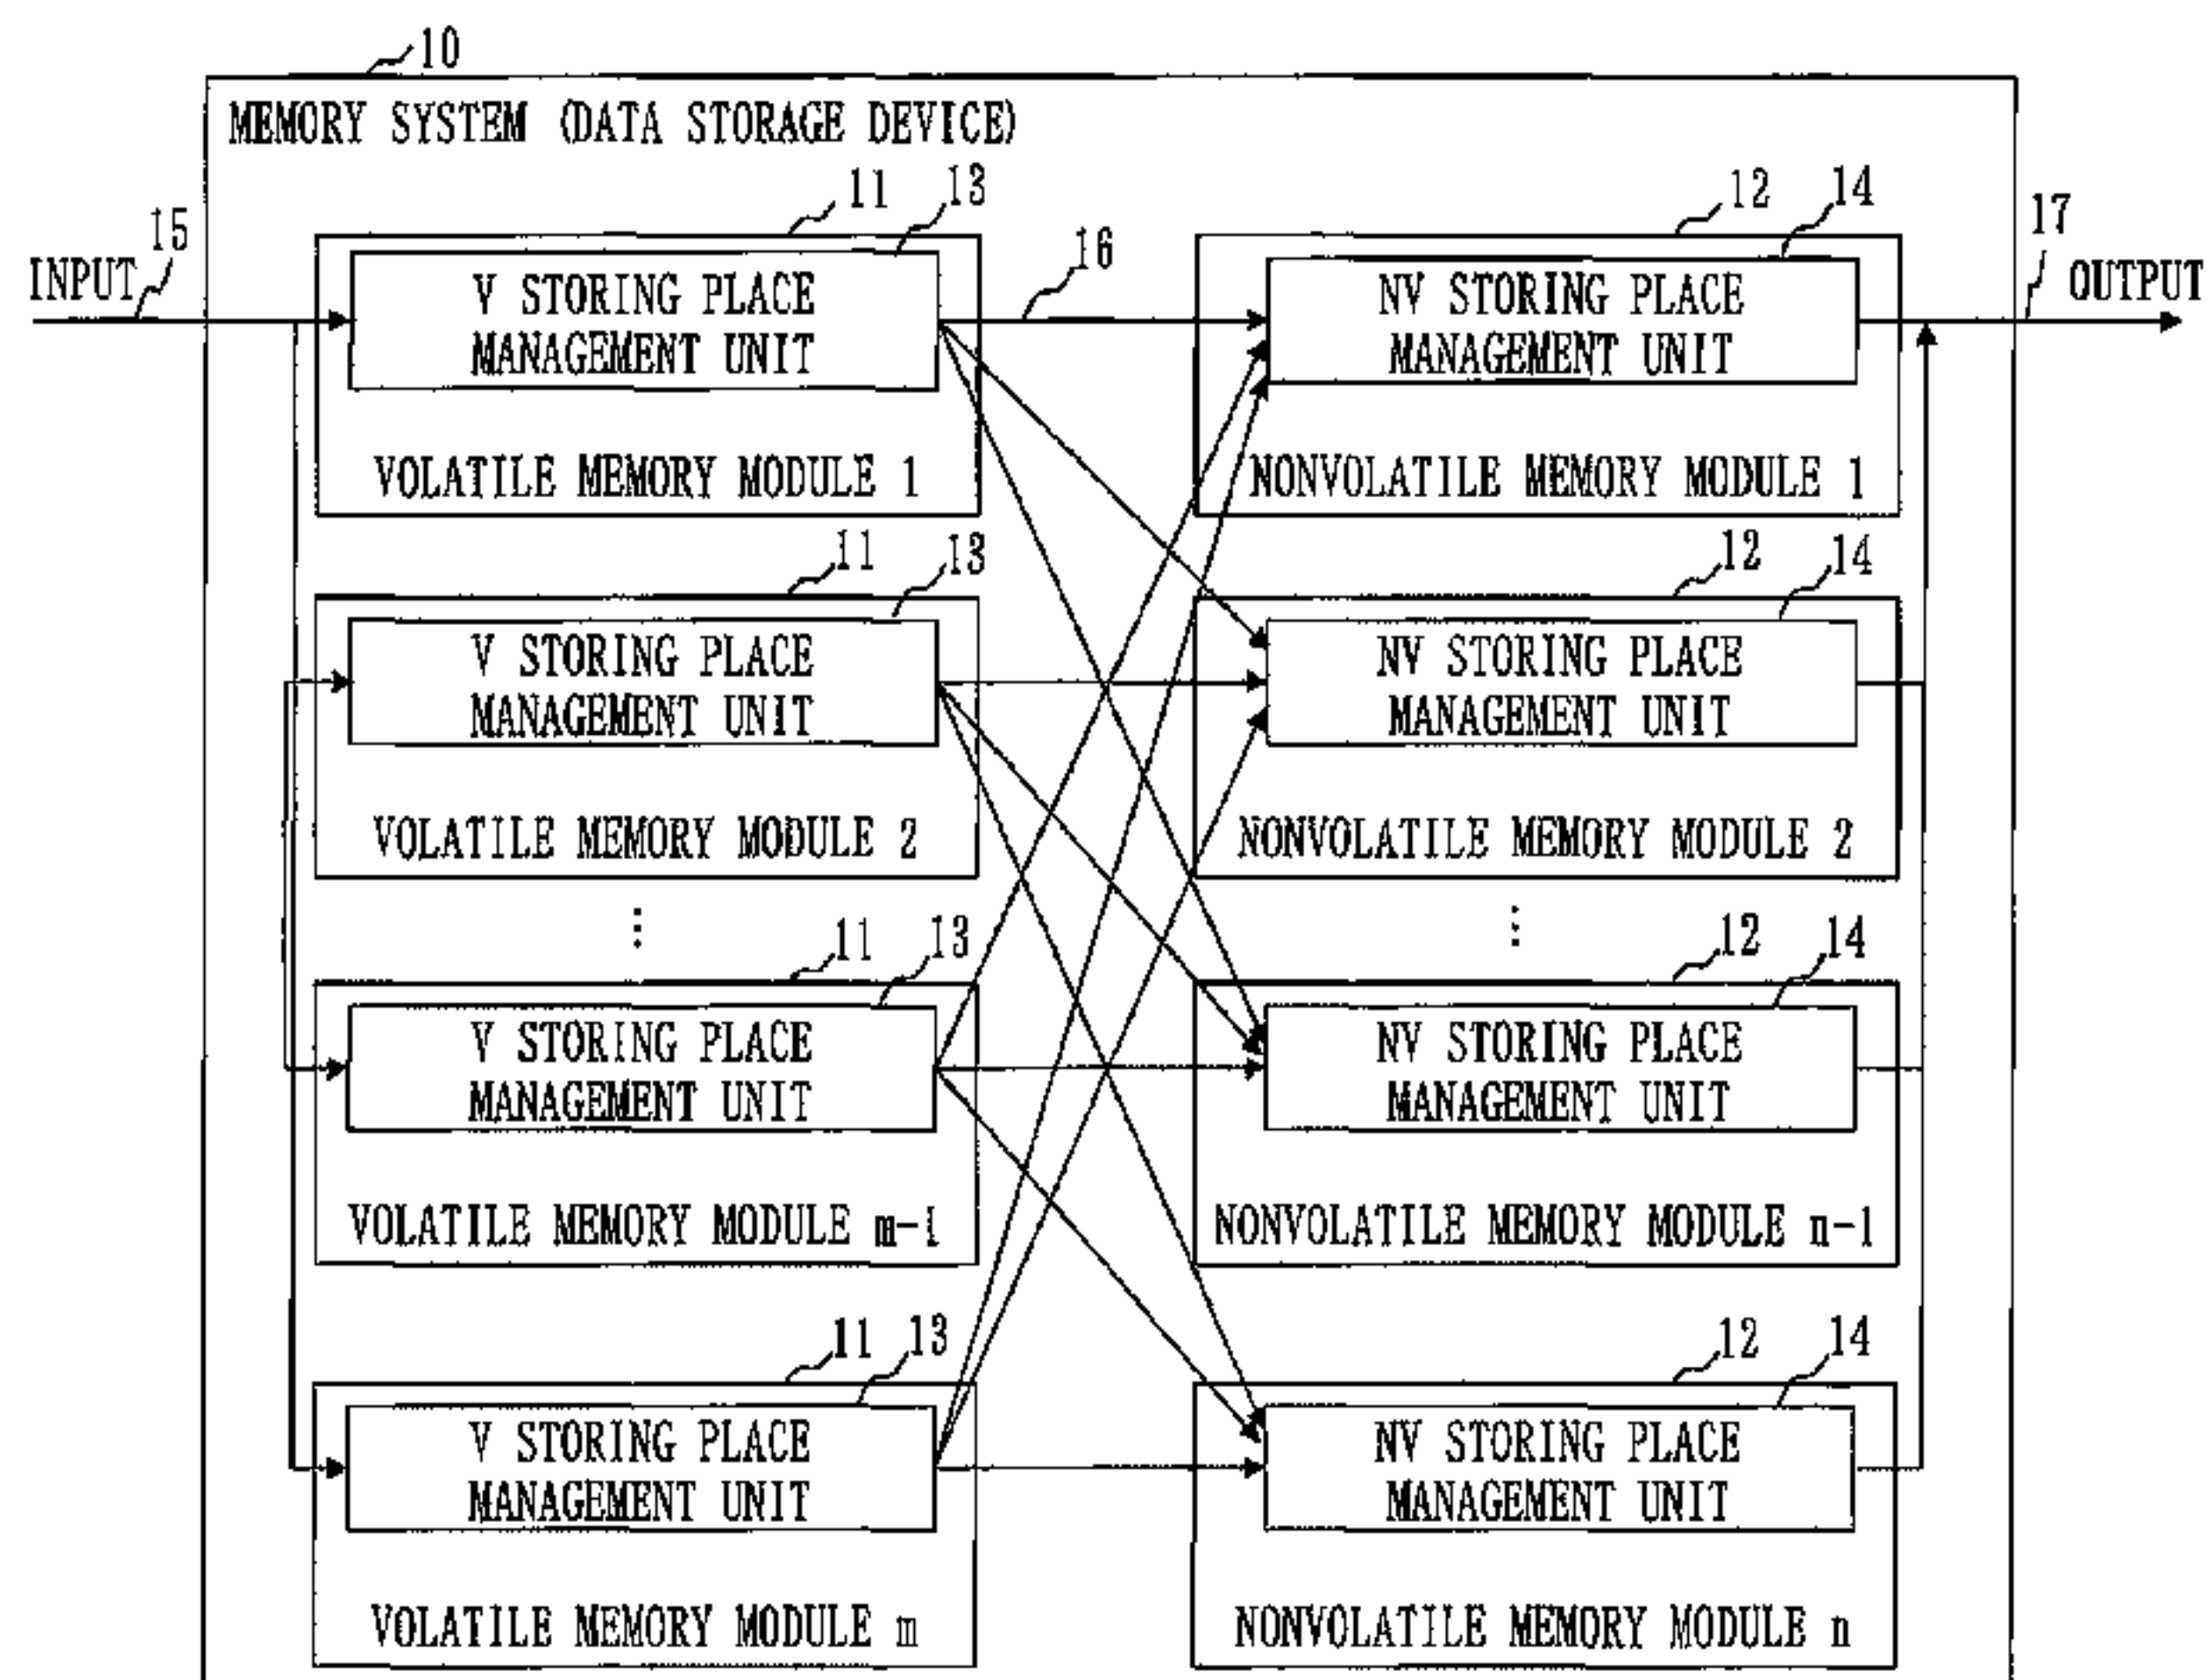 10
MEMORY SYSTEM (DATA STORAGE DEVICE)
11 13 12 14
INPUT 15 16 17 OUTPUT
V STORING PLACE
MANAGEMENT UNIT
VOLATILE MEMORY MODULE 1
NV STORING PLACE
MANAGEMENT UNIT
NONVOLATILE MEMORY MODULE 1
11 13 12 14
V STORING PLACE
MANAGEMENT UNIT
VOLATILE MEMORY MODULE 2
NV STORING PLACE
MANAGEMENT UNIT
NONVOLATILE MEMORY MODULE 2
⋮ ⋮
11 13 12 14
V STORING PLACE
MANAGEMENT UNIT
VOLATILE MEMORY MODULE m-1
NV STORING PLACE
MANAGEMENT UNIT
NONVOLATILE MEMORY MODULE n-1
11 13 12 14
V STORING PLACE
MANAGEMENT UNIT
VOLATILE MEMORY MODULE m
NV STORING PLACE
MANAGEMENT UNIT
NONVOLATILE MEMORY MODULE n